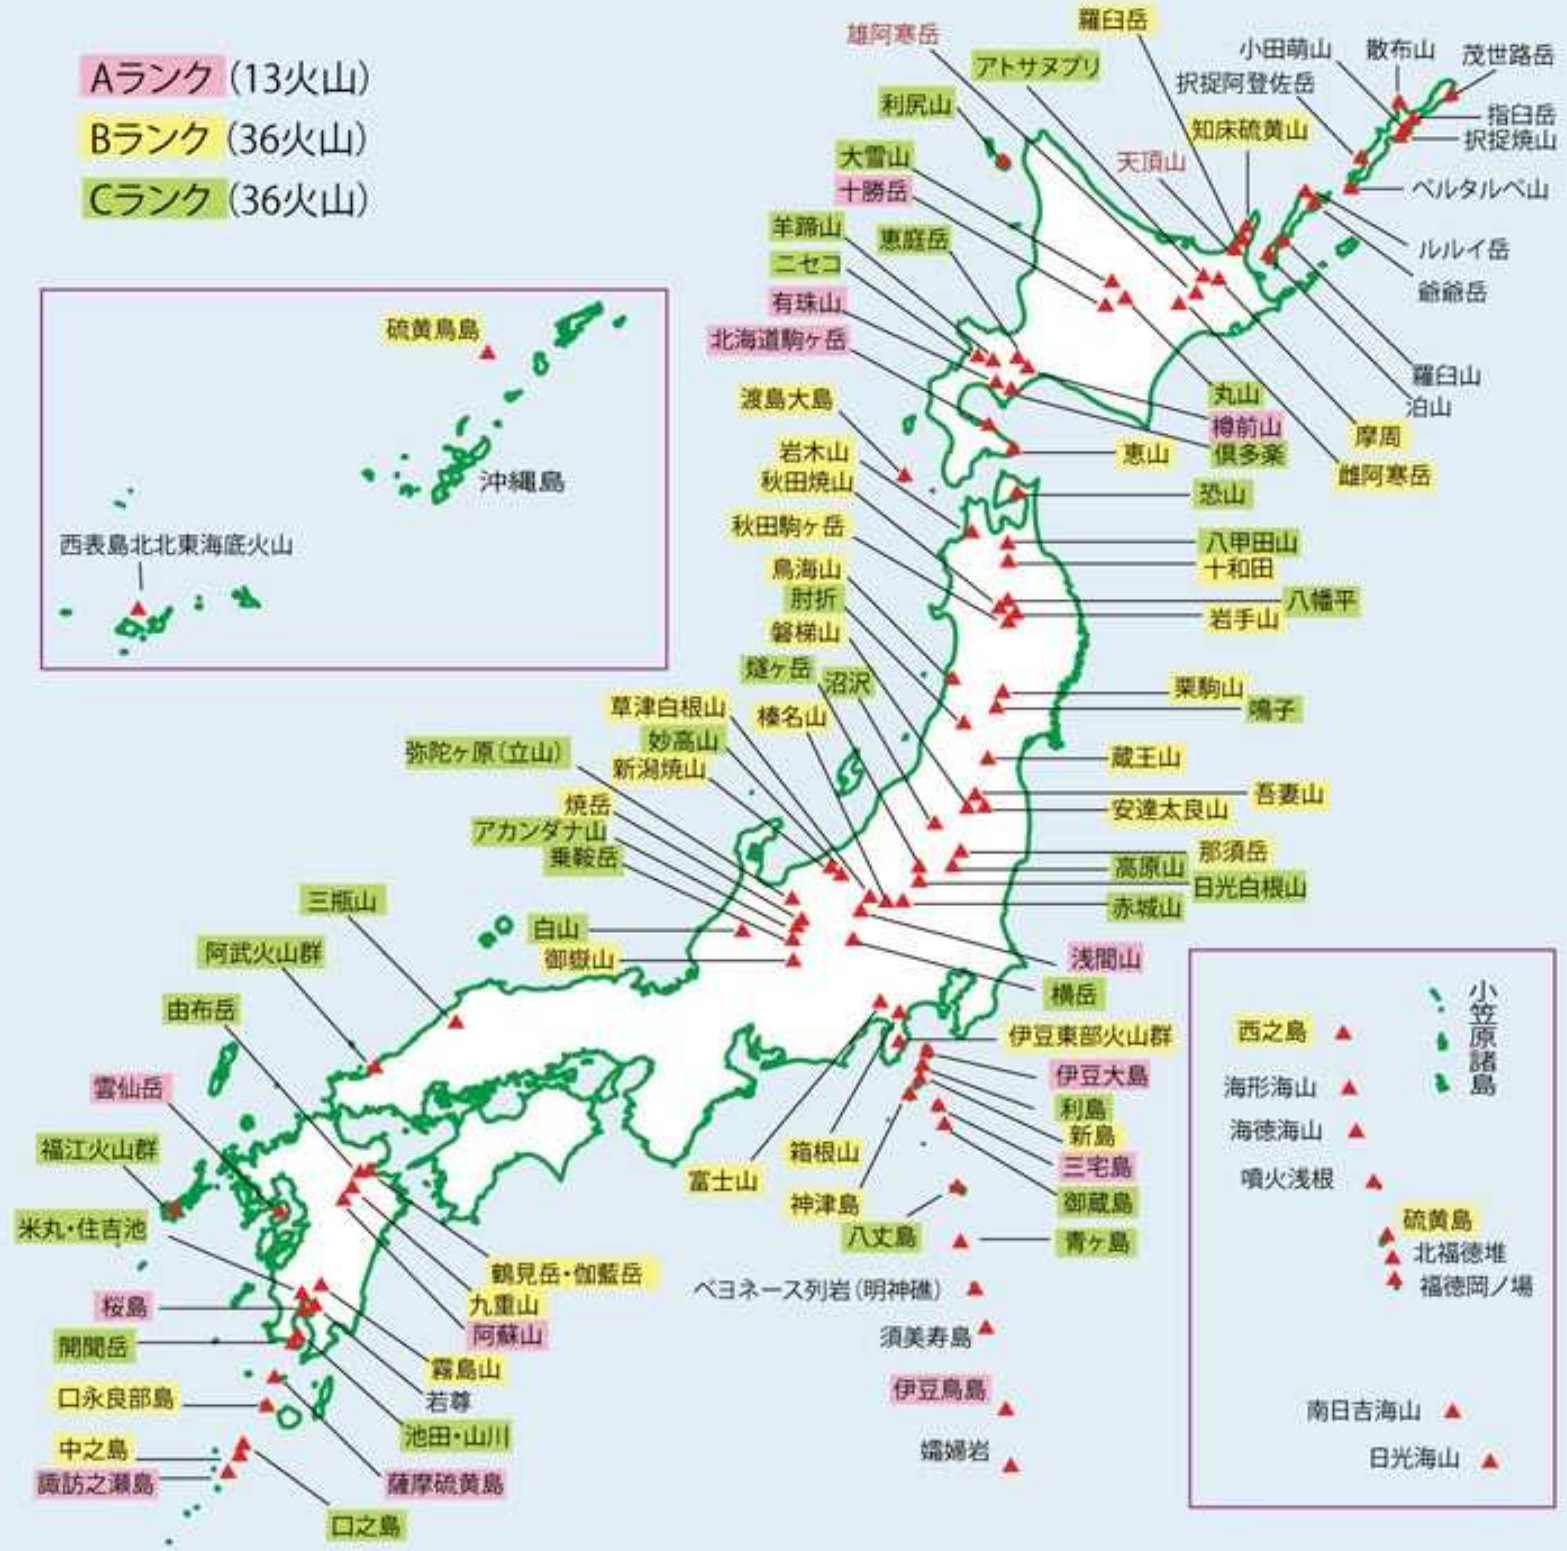 Aランク(13火山)
Bランク(36火山)
Cランク(36火山)
雄阿寒岳
羅臼岳
アトサヌプリ
小田萌山
散布山
茂世路岳
択捉阿登佐岳
利尻山
指臼岳
知床硫黄山
択捉焼山
大雪山
天頂山
十勝岳
ベルタルベ山
羊蹄山
恵庭岳
ルルイ岳
ニセコ
爺爺岳
有珠山
北海道駒ヶ岳
羅臼山
丸山
泊山
渡島大島
樽前山
摩周
岩木山
恵山
倶多楽
雌阿寒岳
秋田焼山
恐山
秋田駒ヶ岳
八甲田山
鳥海山
十和田
肘折
八幡平
岩手山
磐梯山
燧ヶ岳
沼沢
栗駒山
草津白根山
榛名山
鳴子
妙高山
弥陀ヶ原(立山)
新潟焼山
蔵王山
焼岳
吾妻山
安達太良山
アカンダナ山
乗鞍岳
那須岳
高原山
日光白根山
三瓶山
赤城山
白山
阿武火山群
御嶽山
浅間山
横岳
由布岳
伊豆東部火山群
雲仙岳
伊豆大島
利島
新島
福江火山群
箱根山
三宅島
富士山
神津島
御蔵島
米丸・住吉池
八丈島
青ヶ島
鶴見岳・伽藍岳
ベヨネース列岩(明神礁)
桜島
九重山
阿蘇山
須美寿島
開聞岳
霧島山
伊豆鳥島
口永良部島
若尊
池田・山川
中之島
孀婦岩
諏訪之瀬島
薩摩硫黄島
口之島
硫黄鳥島
沖縄島
西表島北北東海底火山
小笠原諸島
西之島
海形海山
海徳海山
噴火浅根
硫黄島
北福徳堆
福徳岡ノ場
南日吉海山
日光海山